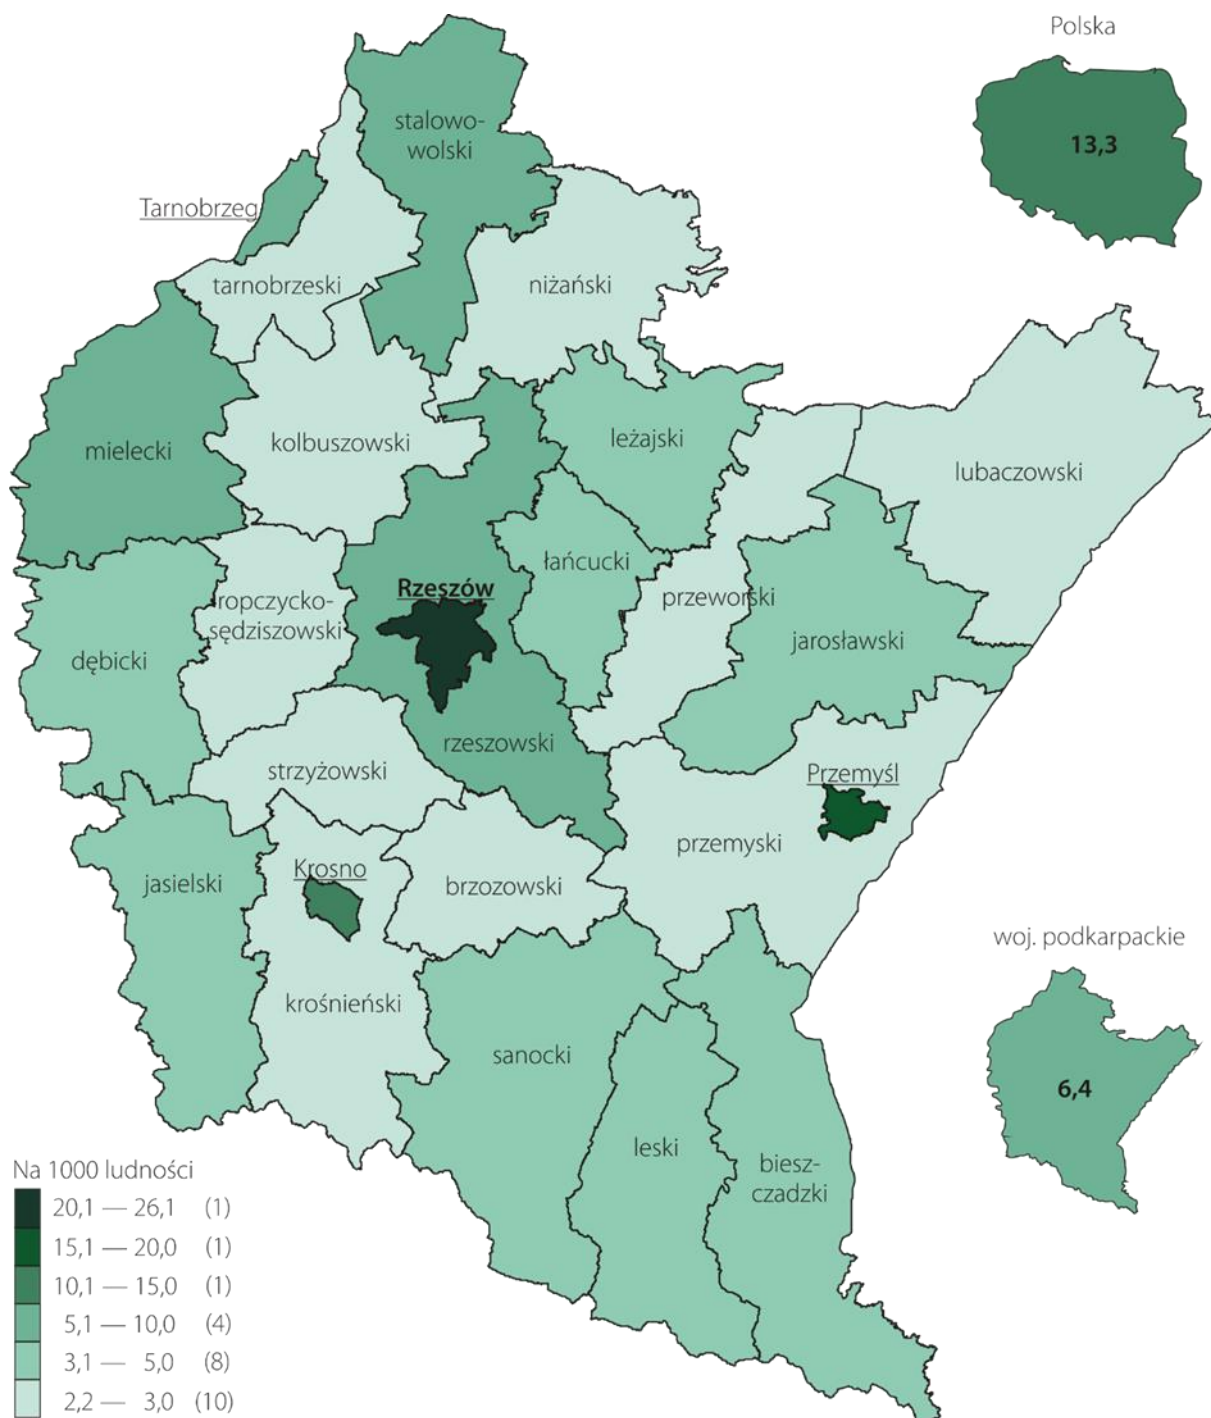 Polska
13,3
stalowo-
wolski
Tarnobrzeg
tarnobrzeski
niżański
mielecki
kolbuszowski
leżajski
lubaczowski
łańcucki
Rzeszów
przeworski
ropczycko-
sędziszowski
jarosławski
dębicki
rzeszowski
strzyżowski
Przemyśl
przemyski
Krosno
jasielski
brzozowski
woj. podkarpackie
6,4
krośnieński
sanocki
leski
biesz-
czadzki
Na 1000 ludności
20,1 — 26,1 (1)
15,1 — 20,0 (1)
10,1 — 15,0 (1)
5,1 — 10,0 (4)
3,1 — 5,0 (8)
2,2 — 3,0 (10)